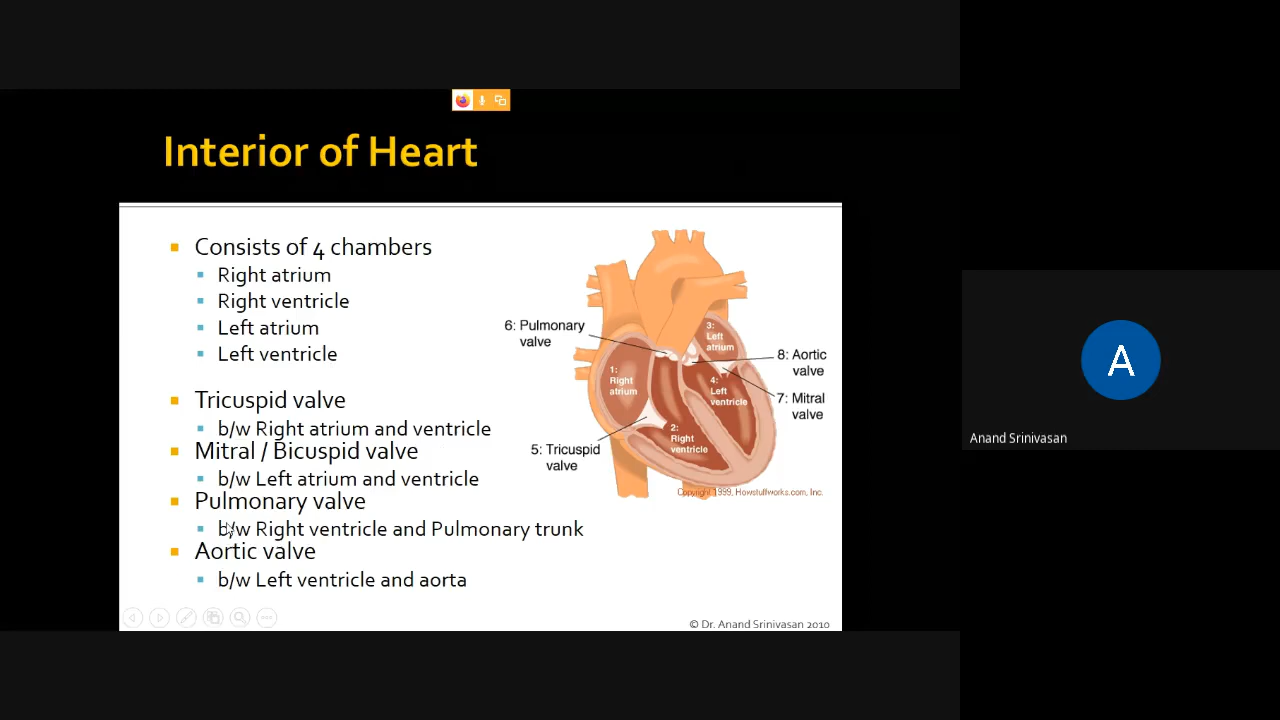 Interior of Heart
Consists of 4 chambers
Right atrium
Right ventricle
Left atrium
Left ventricle
Tricuspid valve
b/w Right atrium and ventricle
Mitral / Bicuspid valve
b/w Left atrium and ventricle
Pulmonary valve
b/w Right ventricle and Pulmonary trunk
Aortic valve
b/w Left ventricle and aorta
6: Pulmonary
valve
3:
Left
atrium
8: Aortic
valve
1:
Right
atrium
4:
Left
ventricle
7: Mitral
valve
2:
Right
ventricle
5: Tricuspid
valve
Copyright 1999, Howstuffworks.com, Inc.
© Dr. Anand Srinivasan 2010
A
Anand Srinivasan